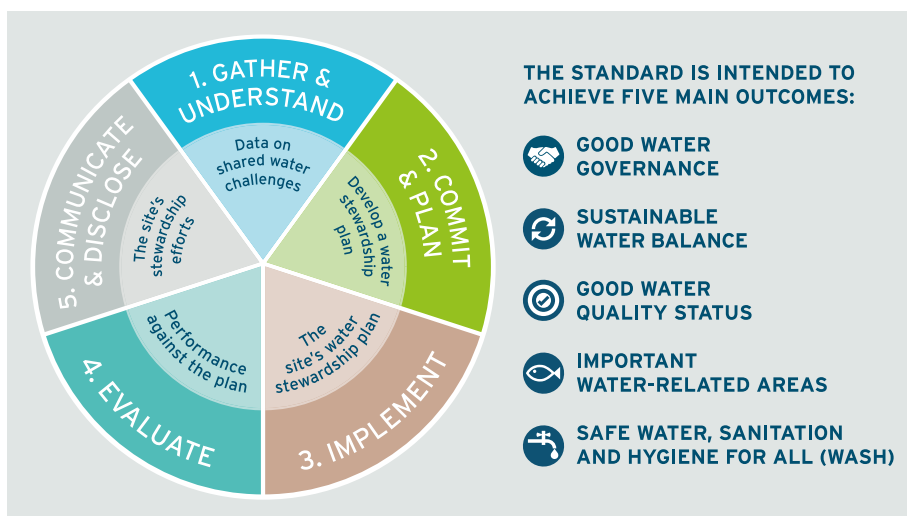 1. GATHER &
UNDERSTAND
Data on
shared water
challenges
2. COMMIT
& PLAN
Develop a water
stewardship
plan
3. IMPLEMENT
The
site's water
stewardship plan
4. EVALUATE
Performance
against the plan
5. COMMUNICATE
& DISCLOSE
The site's
stewardship
efforts
THE STANDARD IS INTENDED TO
ACHIEVE FIVE MAIN OUTCOMES:
GOOD WATER
GOVERNANCE
SUSTAINABLE
WATER BALANCE
GOOD WATER
QUALITY STATUS
IMPORTANT
WATER-RELATED AREAS
SAFE WATER, SANITATION
AND HYGIENE FOR ALL (WASH)